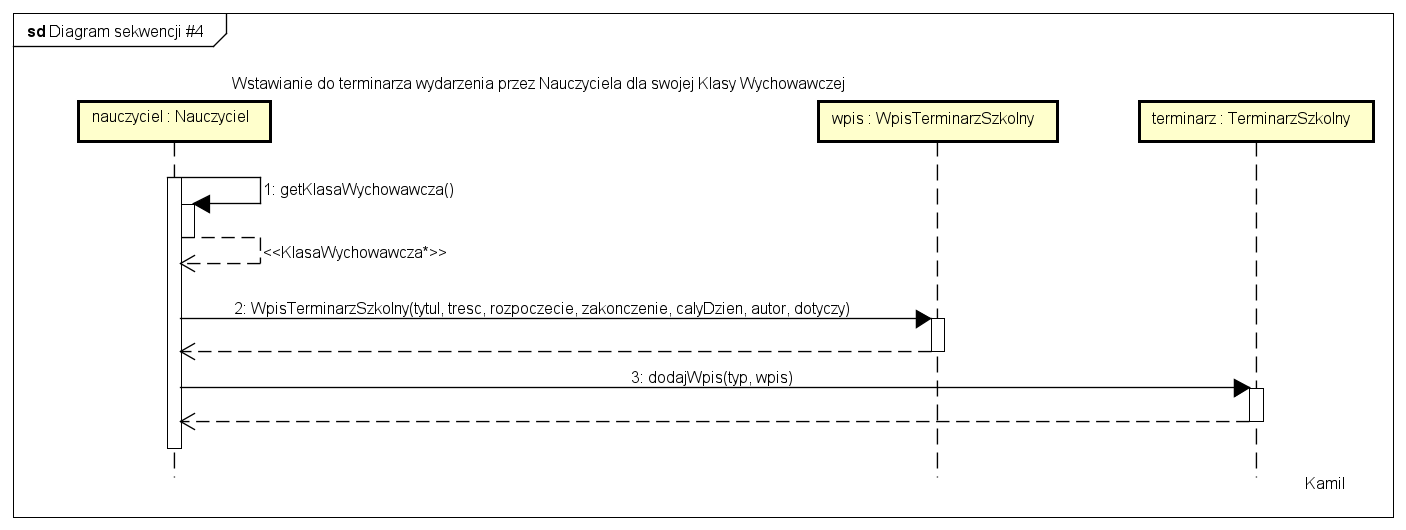 sd Diagram sekwencji #4
Wstawianie do terminarza wydarzenia przez Nauczyciela dla swojej Klasy Wychowawczej
nauczyciel : Nauczyciel
wpis : WpisTerminarzSzkolny
terminarz : TerminarzSzkolny
1: getKlasaWychowawcza()
<<KlasaWychowawcza*>>
2: WpisTerminarzSzkolny(tytul, tresc, rozpoczecie, zakonczenie, calyDzien, autor, dotyczy)
3: dodajWpis(typ, wpis)
Kamil